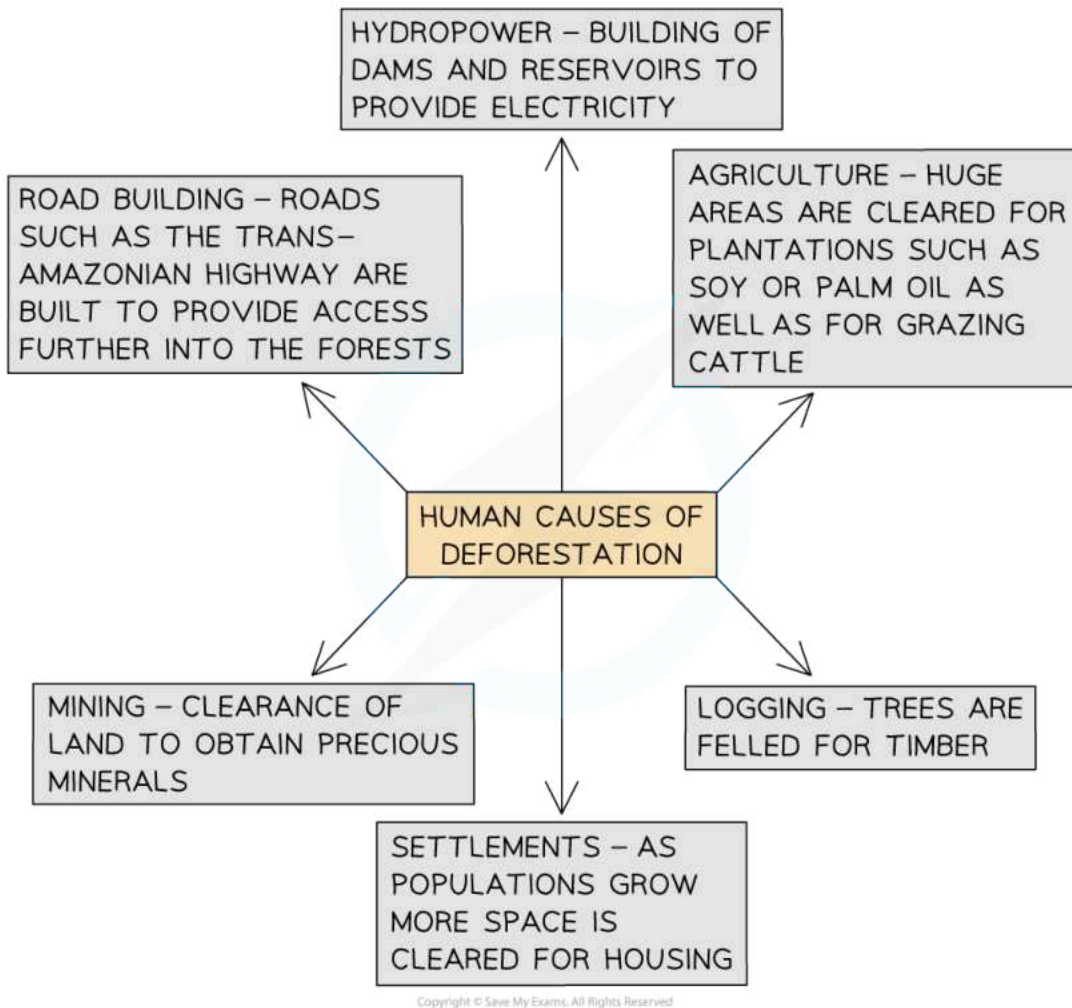 HYDROPOWER – BUILDING OF
DAMS AND RESERVOIRS TO
PROVIDE ELECTRICITY
ROAD BUILDING – ROADS
SUCH AS THE TRANS–
AMAZONIAN HIGHWAY ARE
BUILT TO PROVIDE ACCESS
FURTHER INTO THE FORESTS
AGRICULTURE – HUGE
AREAS ARE CLEARED FOR
PLANTATIONS SUCH AS
SOY OR PALM OIL AS
WELL AS FOR GRAZING
CATTLE
HUMAN CAUSES OF
DEFORESTATION
MINING – CLEARANCE OF
LAND TO OBTAIN PRECIOUS
MINERALS
LOGGING – TREES ARE
FELLED FOR TIMBER
SETTLEMENTS – AS
POPULATIONS GROW
MORE SPACE IS
CLEARED FOR HOUSING
Copyright © Save My Exams. All Rights Reserved